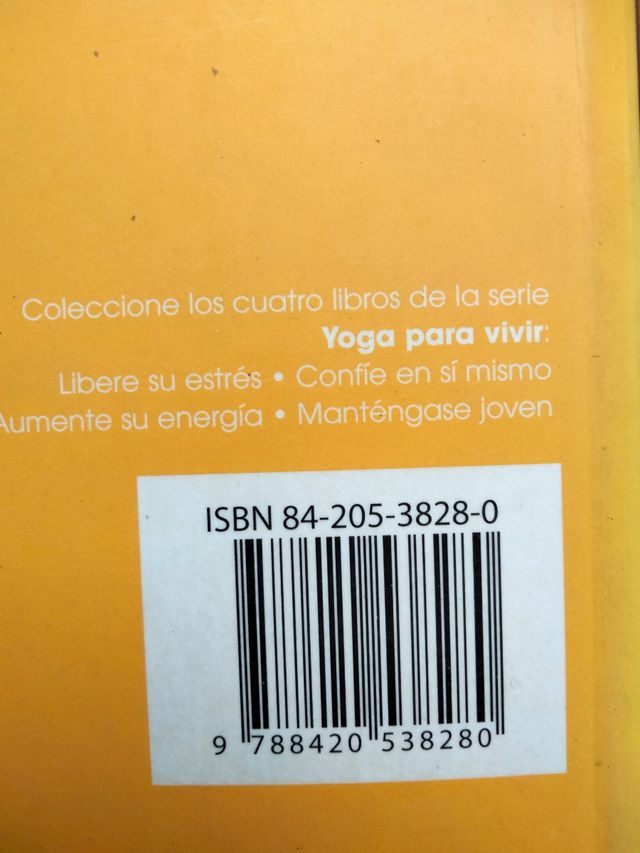 Coleccione los cuatro libros de la serie
Yoga para vivir:
Libere su estrés • Confíe en sí mismo
Aumente su energía • Manténgase joven
ISBN 84-205-3828-0
9 788420 538280